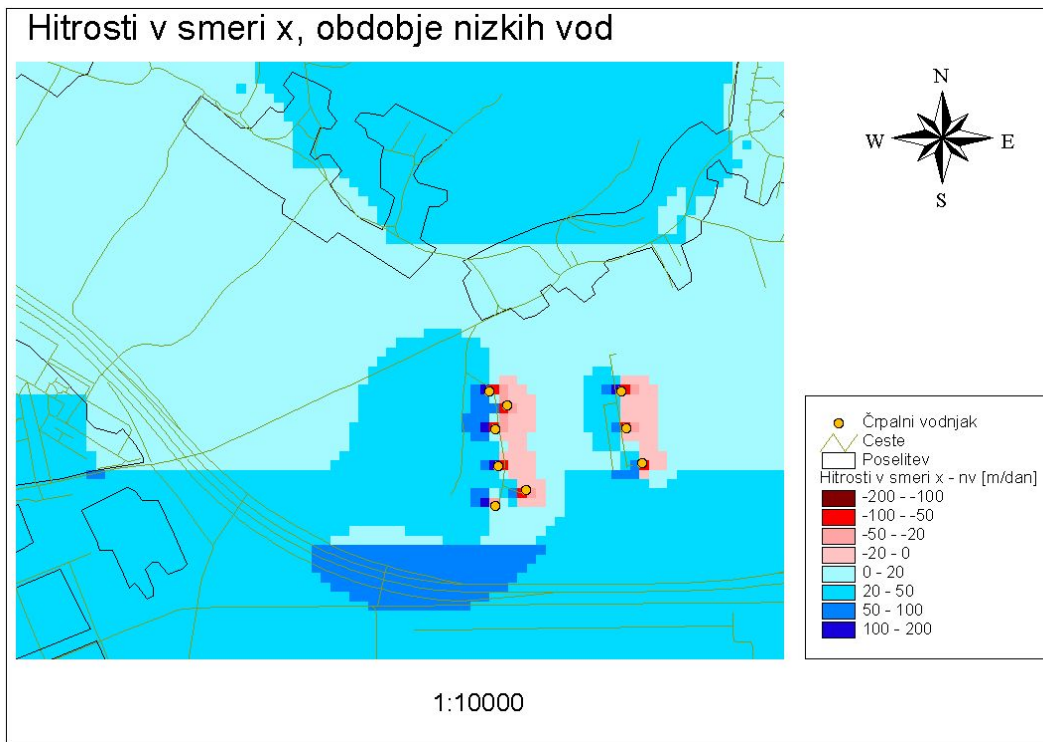 Hitrosti v smeri x, obdobje nizkih vod
N
W E
S
Črpalni vodnjak
Ceste
Poselitev
Hitrosti v smeri x - nv [m/dan]
-200 - -100
-100 - -50
-50 - -20
-20 - 0
0 - 20
20 - 50
50 - 100
100 - 200
1:10000